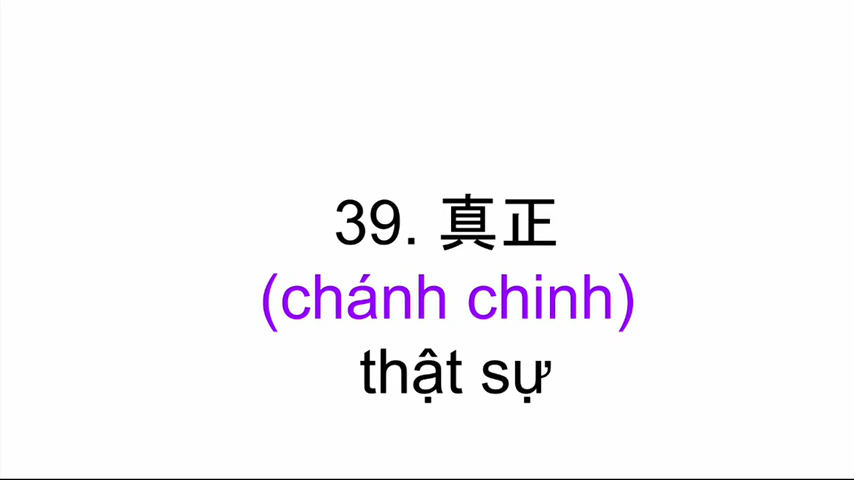 39. 真正
(chánh chinh)
thật sự